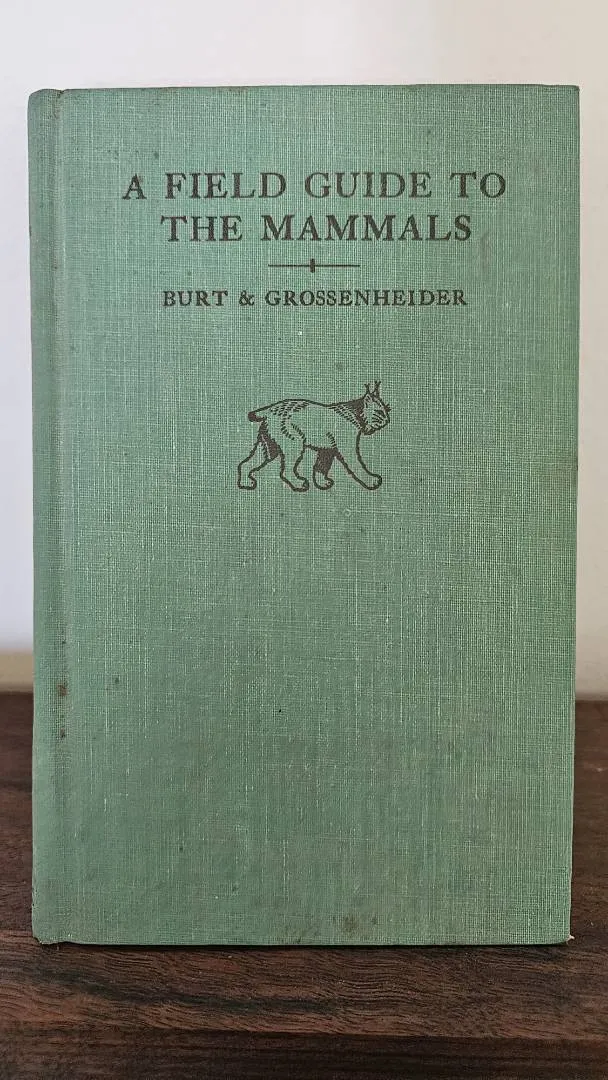 A FIELD GUIDE TO
THE MAMMALS
BURT & GROSSENHEIDER